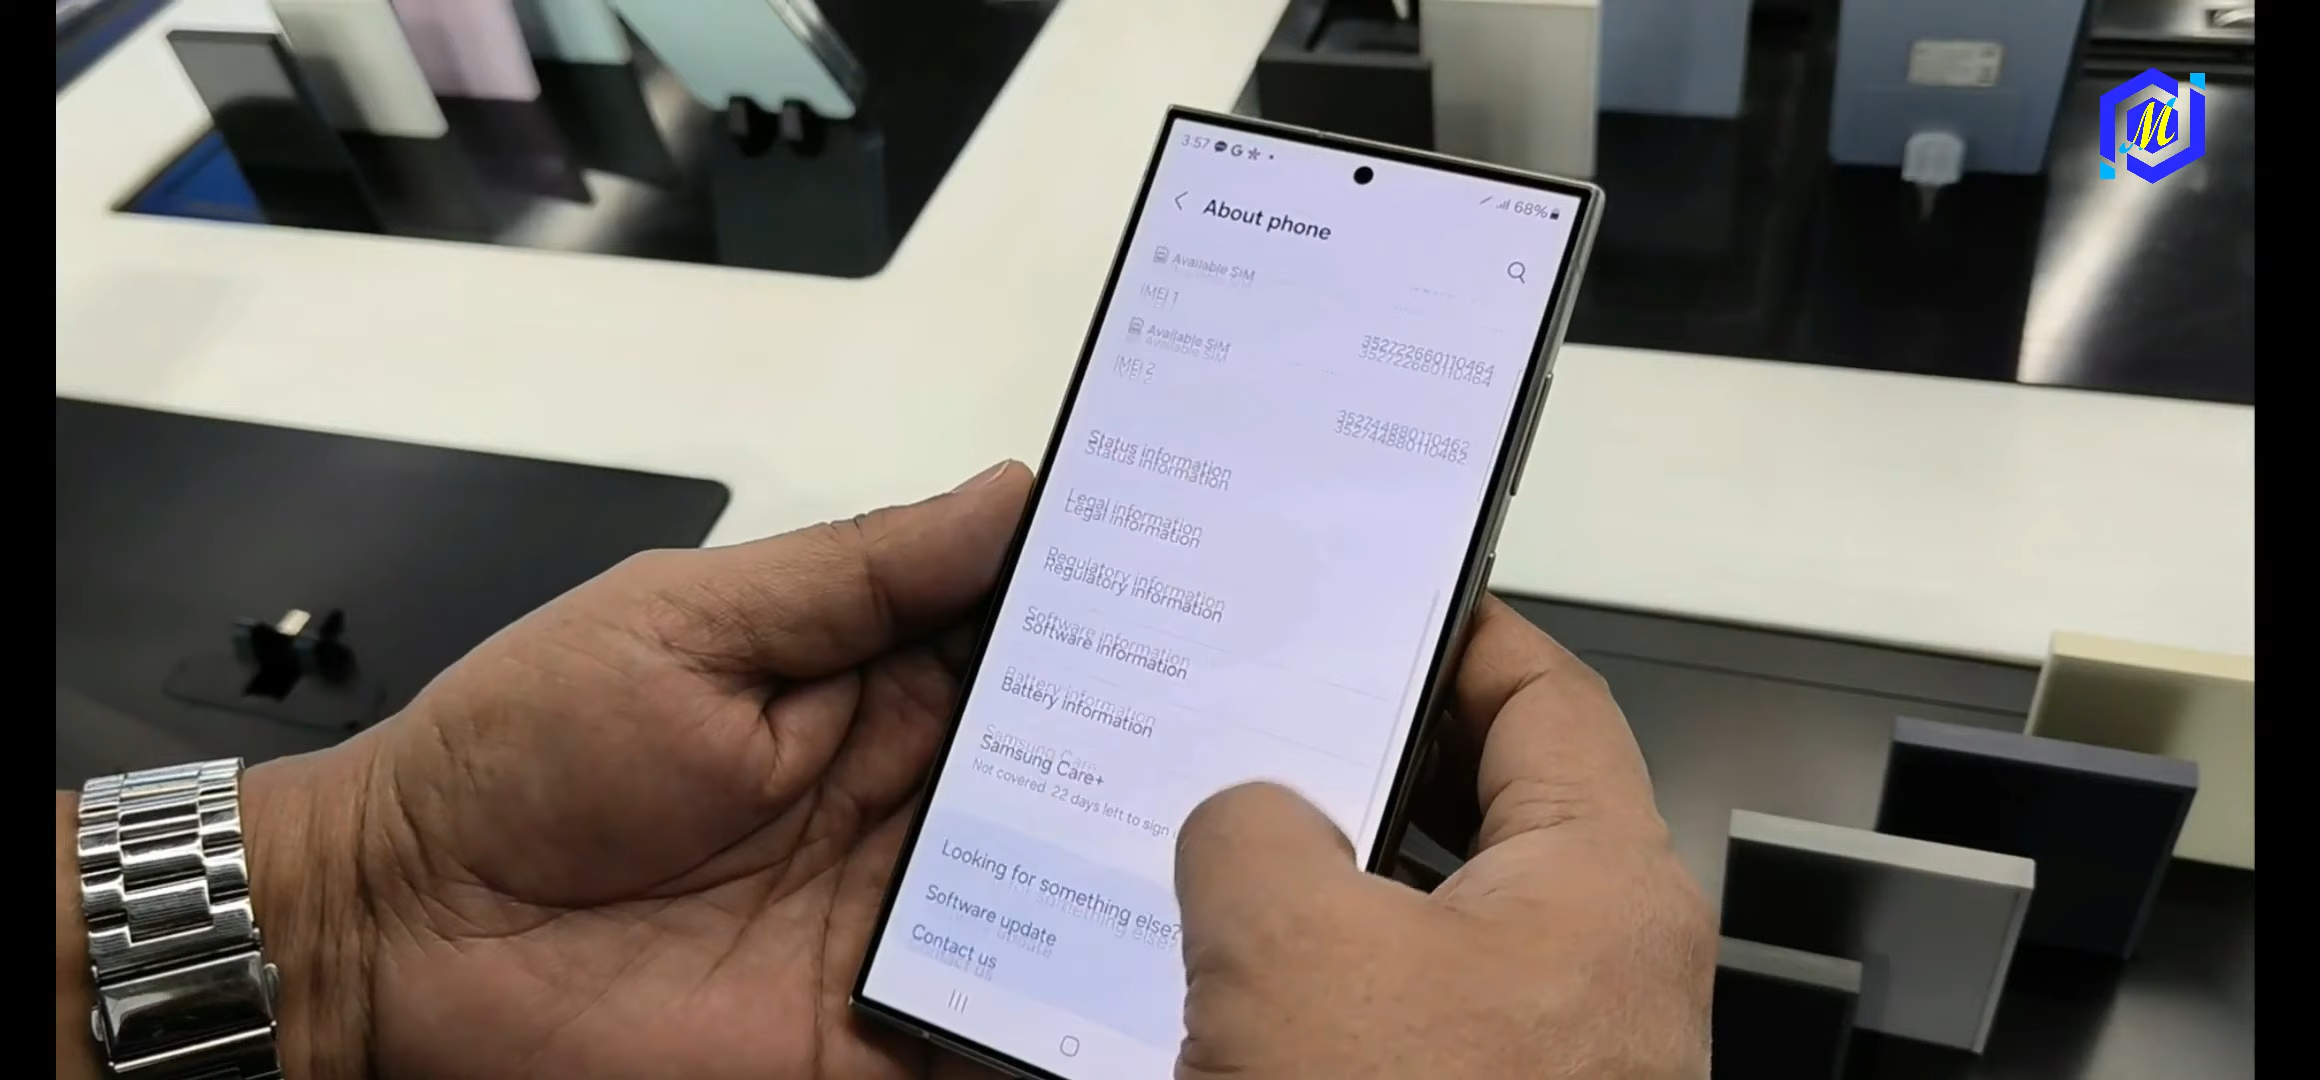 3:57 G
68%
About phone
Available SIM
IMEI 1
352722660110464
Available SIM
IMEI 2
352744880110462
Status information
Legal information
Regulatory information
Software information
Battery information
Samsung Care+
Not covered. 22 days left to sign
Looking for something else?
Software update
Contact us
M